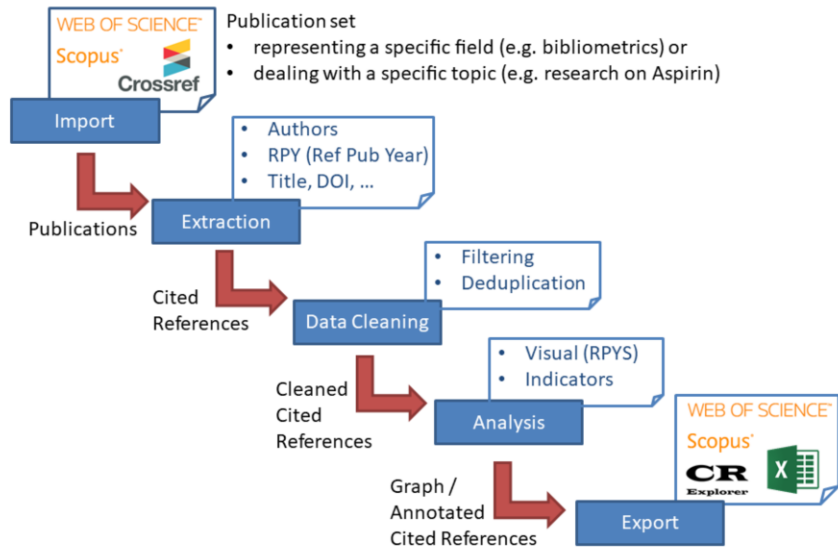 WEB OF SCIENCE™
Scopus®
Crossref
Publication set
• representing a specific field (e.g. bibliometrics) or
• dealing with a specific topic (e.g. research on Aspirin)
Import
• Authors
• RPY (Ref Pub Year)
• Title, DOI, ...
Publications
Extraction
• Filtering
• Deduplication
Cited
References
Data Cleaning
• Visual (RPYS)
• Indicators
Cleaned
Cited
References
Analysis
WEB OF SCIENCE™
Scopus®
CR
Explorer
X
Graph /
Annotated
Cited References
Export